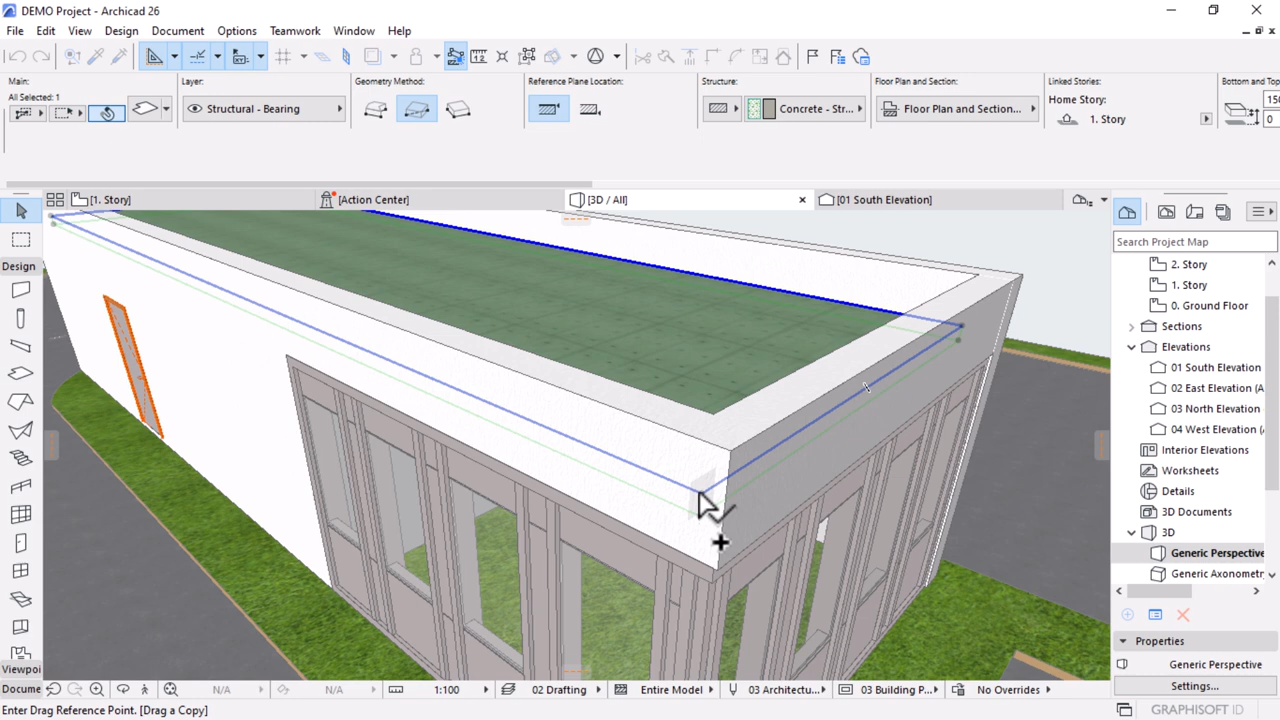 DEMO Project - Archicad 26
File Edit View Design Document Options Teamwork Window Help
Main: Layer: Geometry Method: Reference Plane Location: Structure: Floor Plan and Section: Linked Stories: Bottom and Top
All Selected: 1
Structural - Bearing
Concrete - Str...
Floor Plan and Section...
Home Story:
1. Story
150
0
[1. Story] [Action Center] [3D / All] [01 South Elevation]
Search Project Map
Design
2. Story
1. Story
0. Ground Floor
Sections
Elevations
01 South Elevation
02 East Elevation (A
03 North Elevation
04 West Elevation (A
Interior Elevations
Worksheets
Details
3D Documents
3D
Generic Perspective
Generic Axonometr
Properties
Generic Perspective
Settings...
Viewpoi
Docume
N/A N/A 1:100 02 Drafting Entire Model 03 Architectu... 03 Building P... No Overrides
Enter Drag Reference Point. [Drag a Copy]
GRAPHISOFT ID